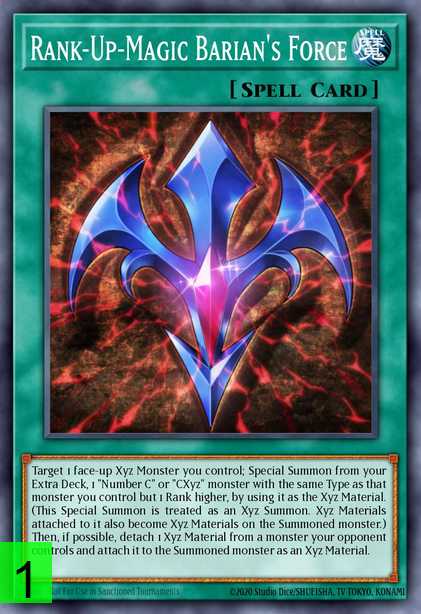 Rank-Up-Magic Barian's Force
SPELL
魔
[Spell Card]
Target 1 face-up Xyz Monster you control; Special Summon from your
Extra Deck, 1 "Number C" or "CXyz" monster with the same Type as that
monster you control but 1 Rank higher, by using it as the Xyz Material.
(This Special Summon is treated as an Xyz Summon. Xyz Materials
attached to it also become Xyz Materials on the Summoned monster.)
Then, if possible, detach 1 Xyz Material from a monster your opponent
controls and attach it to the Summoned monster as an Xyz Material.
1
For Use in Sanctioned Tournaments
©2020 Studio Dice/SHUEISHA, TV TOKYO, KONAMI